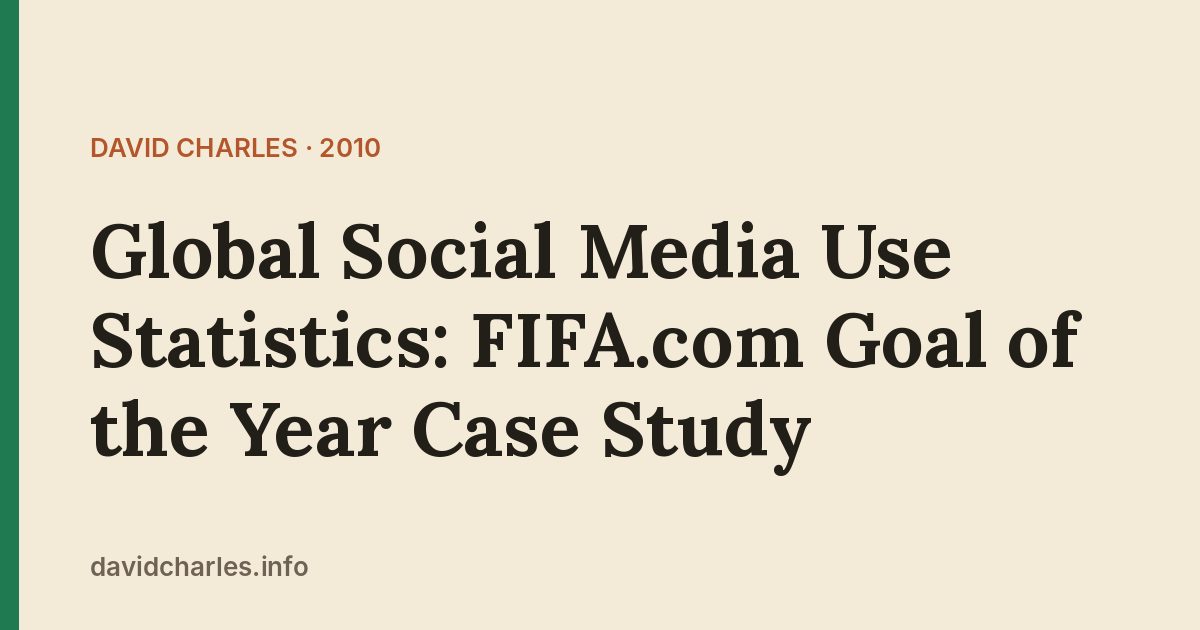 DAVID CHARLES · 2010
Global Social Media Use
Statistics: FIFA.com Goal of
the Year Case Study
davidcharles.info